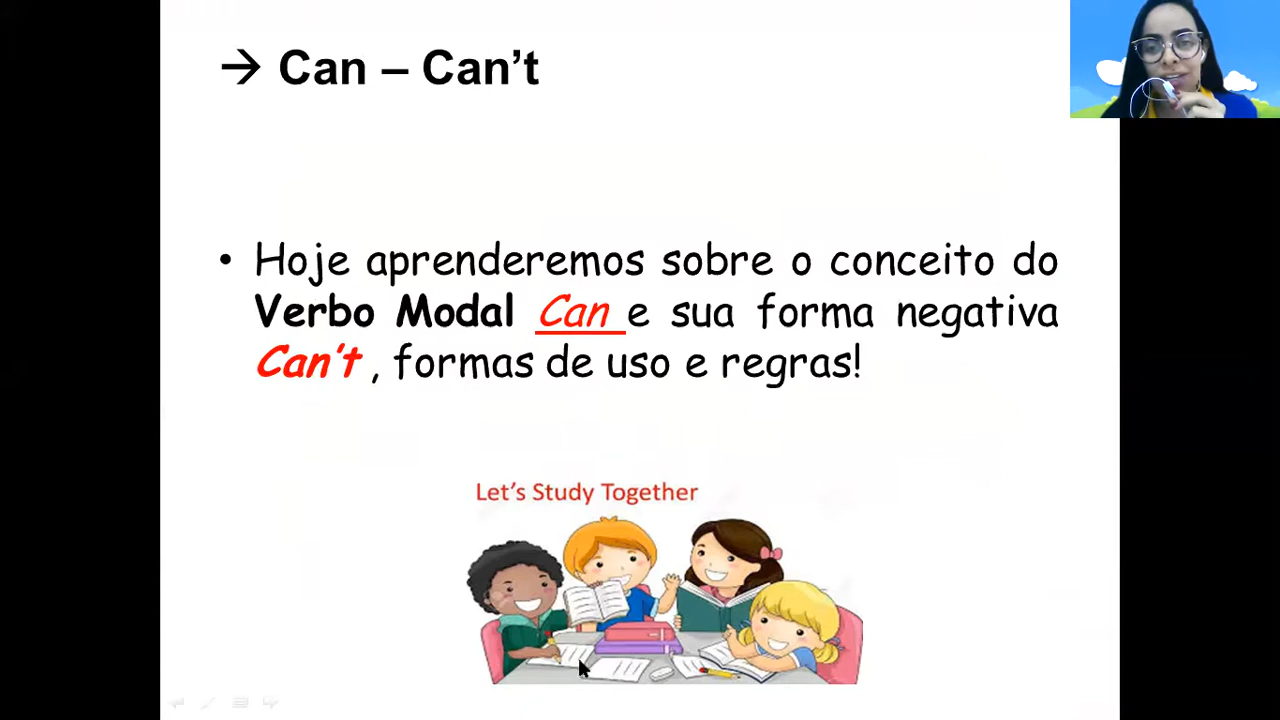 → Can – Can’t
• Hoje aprenderemos sobre o conceito do
Verbo Modal Can e sua forma negativa
Can’t , formas de uso e regras!
Let’s Study Together